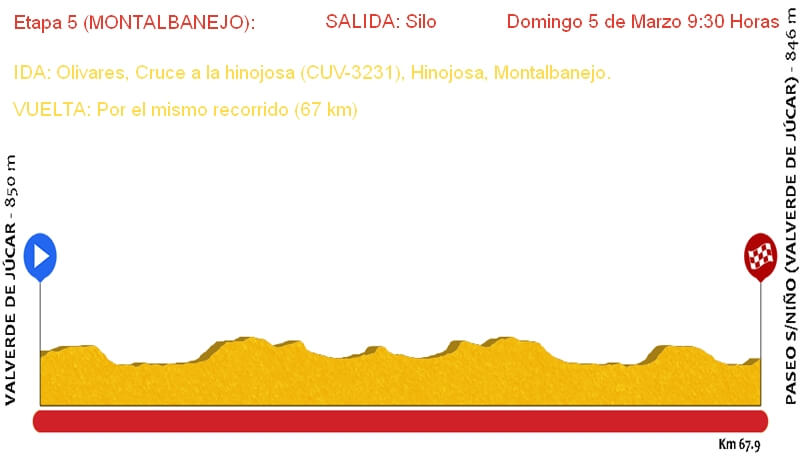 Etapa 5 (MONTALBANEJO): SALIDA: Silo Domingo 5 de Marzo 9:30 Horas
IDA: Olivares, Cruce a la hinojosa (CUV-3231), Hinojosa, Montalbanejo.
VUELTA: Por el mismo recorrido (67 km)
VALVERDE DE JÚCAR - 850 m
PASEO S/NIÑO (VALVERDE DE JÚCAR) - 846 m
Km 67.9